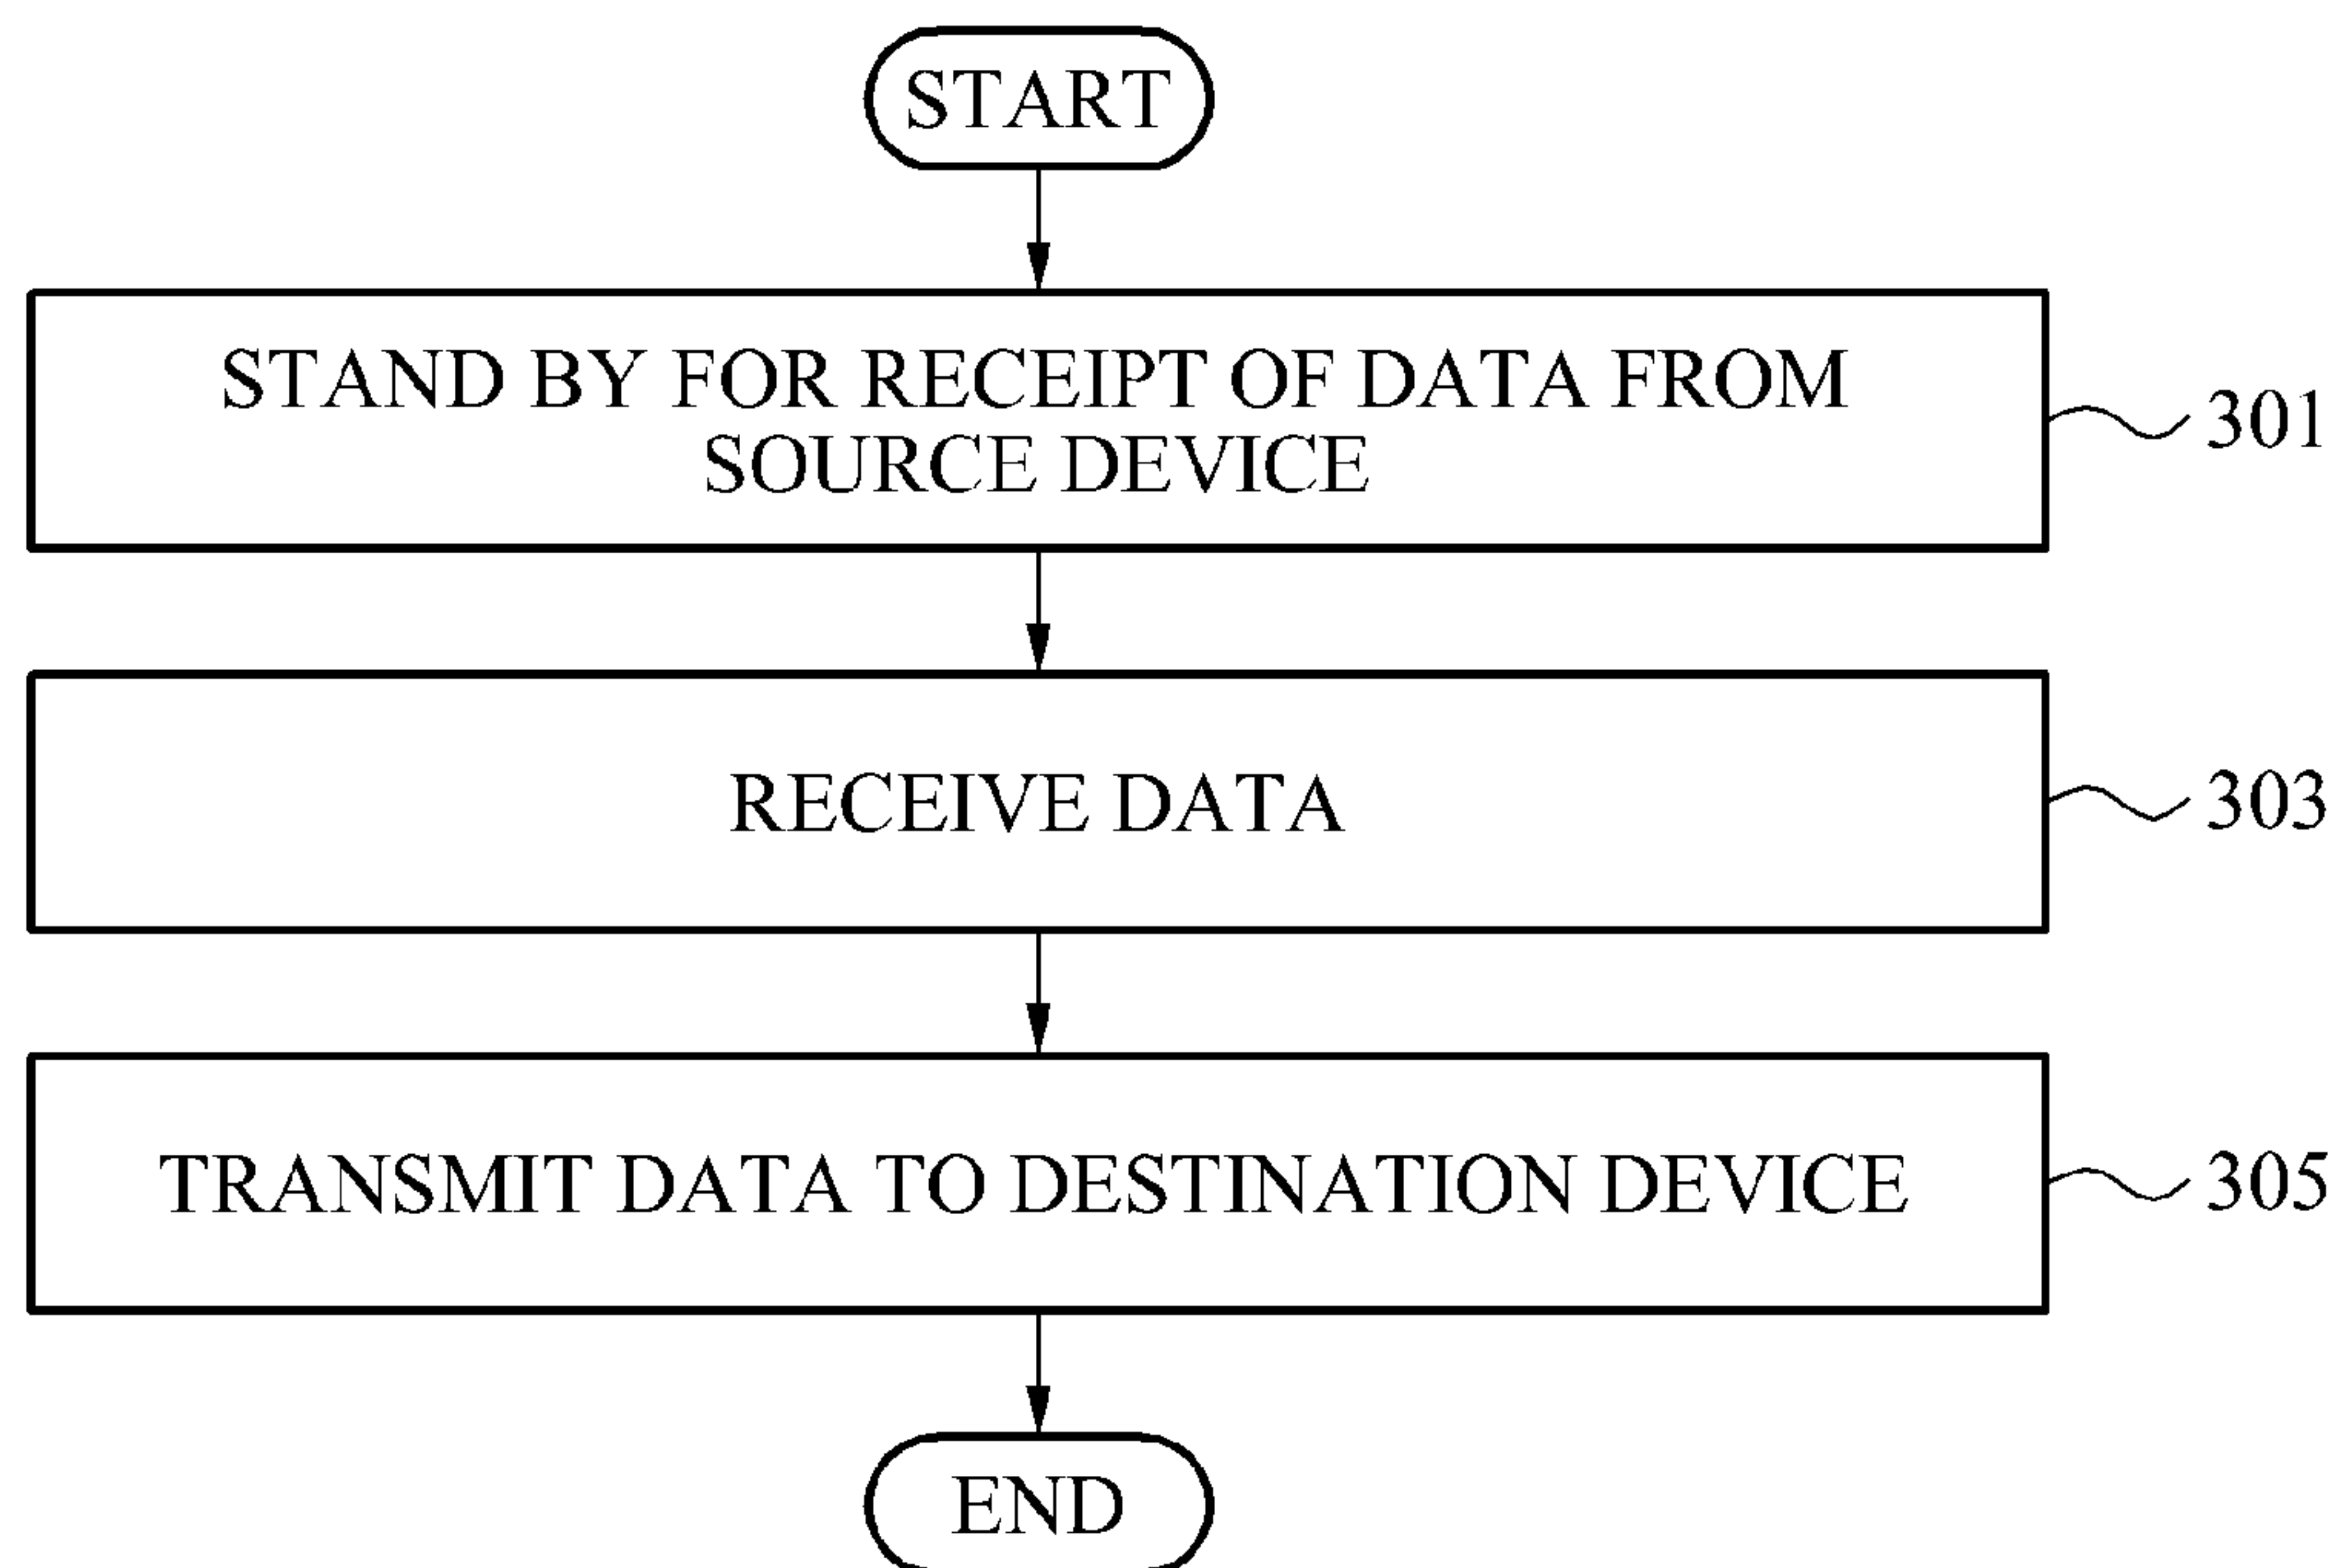 START
STAND BY FOR RECEIPT OF DATA FROM
SOURCE DEVICE
301
RECEIVE DATA
303
TRANSMIT DATA TO DESTINATION DEVICE
305
END